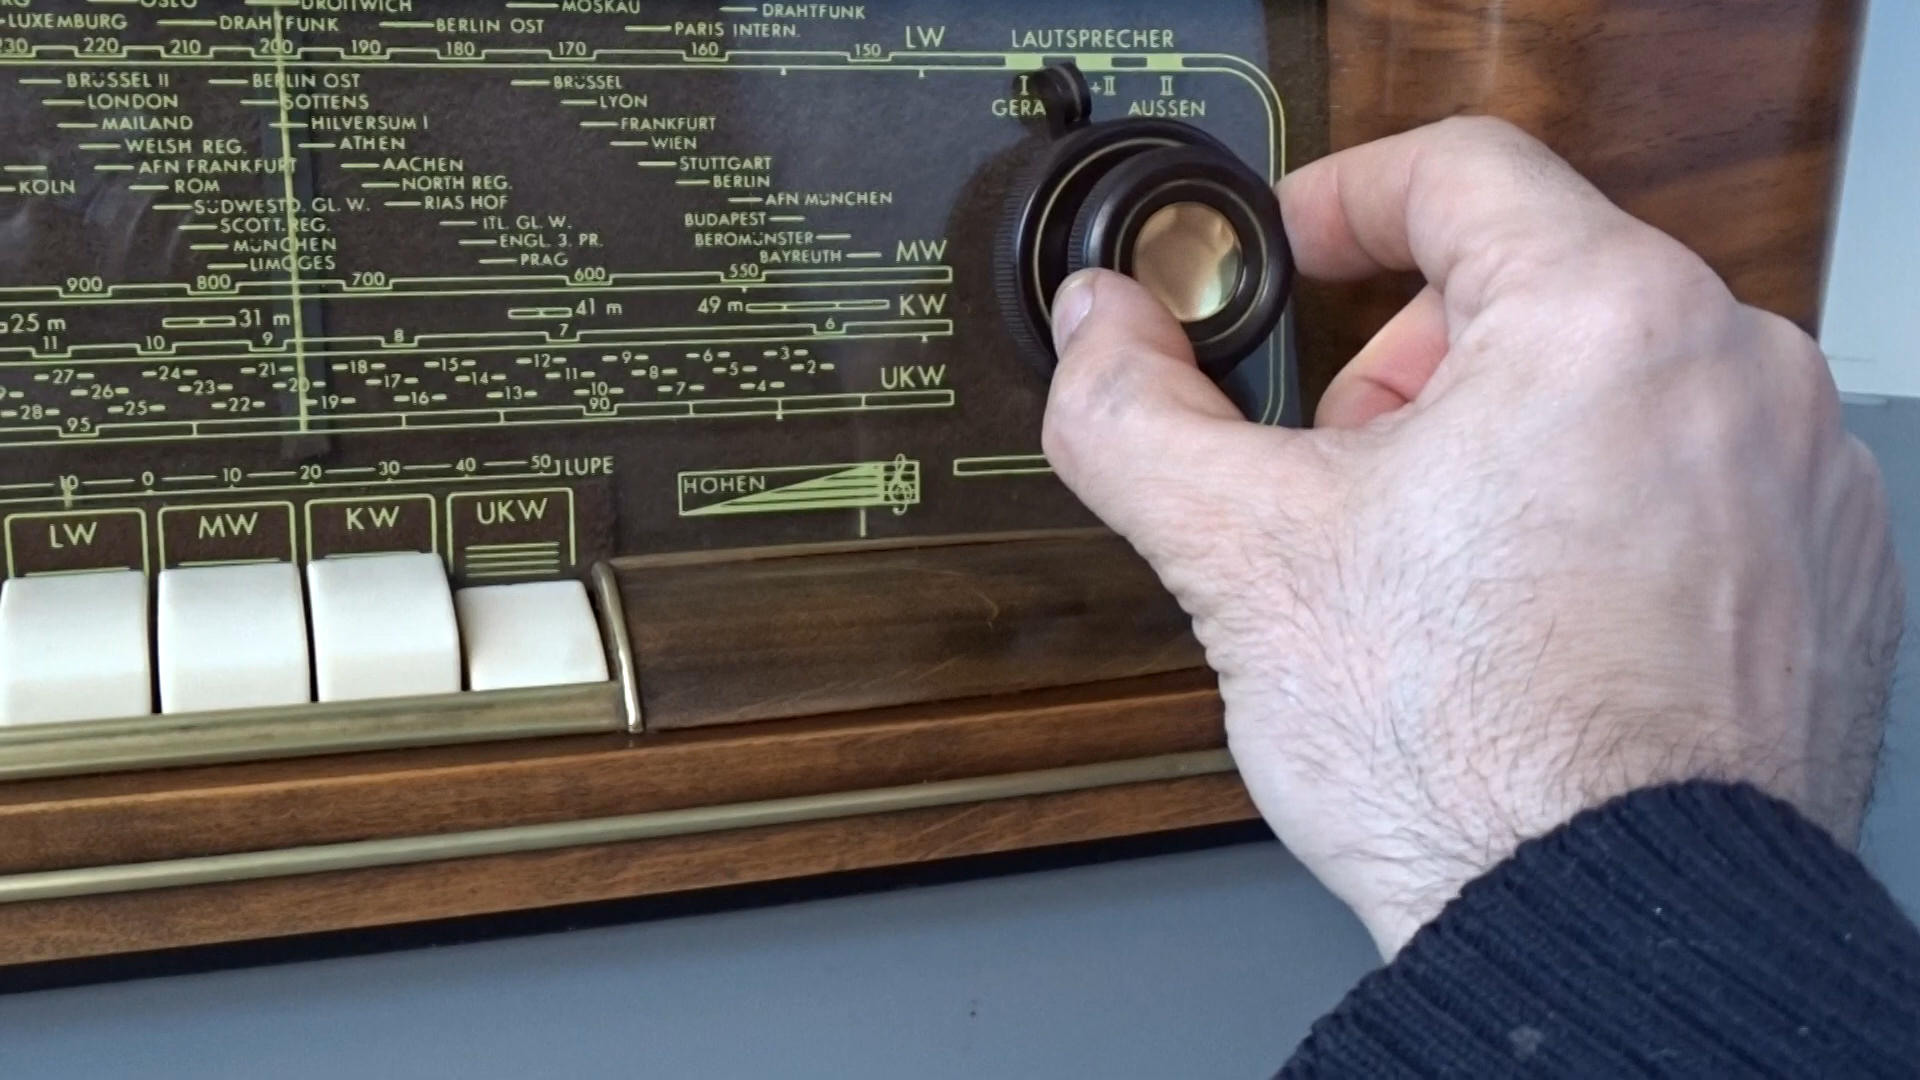 OSLO DROITWICH MOSKAU DRAHTFUNK
LUXEMBURG DRAHTFUNK BERLIN OST PARIS INTERN.
230 220 210 200 190 180 170 160 150 LW
LAUTSPRECHER
I +II II
AUSSEN
BRÜSSEL II BERLIN OST BRÜSSEL
LONDON SOTTENS LYON
MAILAND HILVERSUM I FRANKFURT
WELSH REG. ATHEN WIEN
AFN FRANKFURT AACHEN STUTTGART
KÖLN ROM NORTH REG. BERLIN
SÜDWESTD. GL. W. RIAS HOF AFN MÜNCHEN
SCOTT. REG. ITL. GL. W. BUDAPEST
MÜNCHEN ENGL. 3. PR. BEROMÜNSTER
LIMOGES PRAG BAYREUTH MW
900 800 700 600 550
25 m 31 m 41 m 49 m KW
11 10 9 8 7 6
27 24 21 18 15 12 9 6 3
26 23 20 17 14 11 8 5 2
28 25 22 19 16 13 10 7 4 UKW
95 90
10 0 10 20 30 40 50 LUPE
LW MW KW UKW
HÖHEN